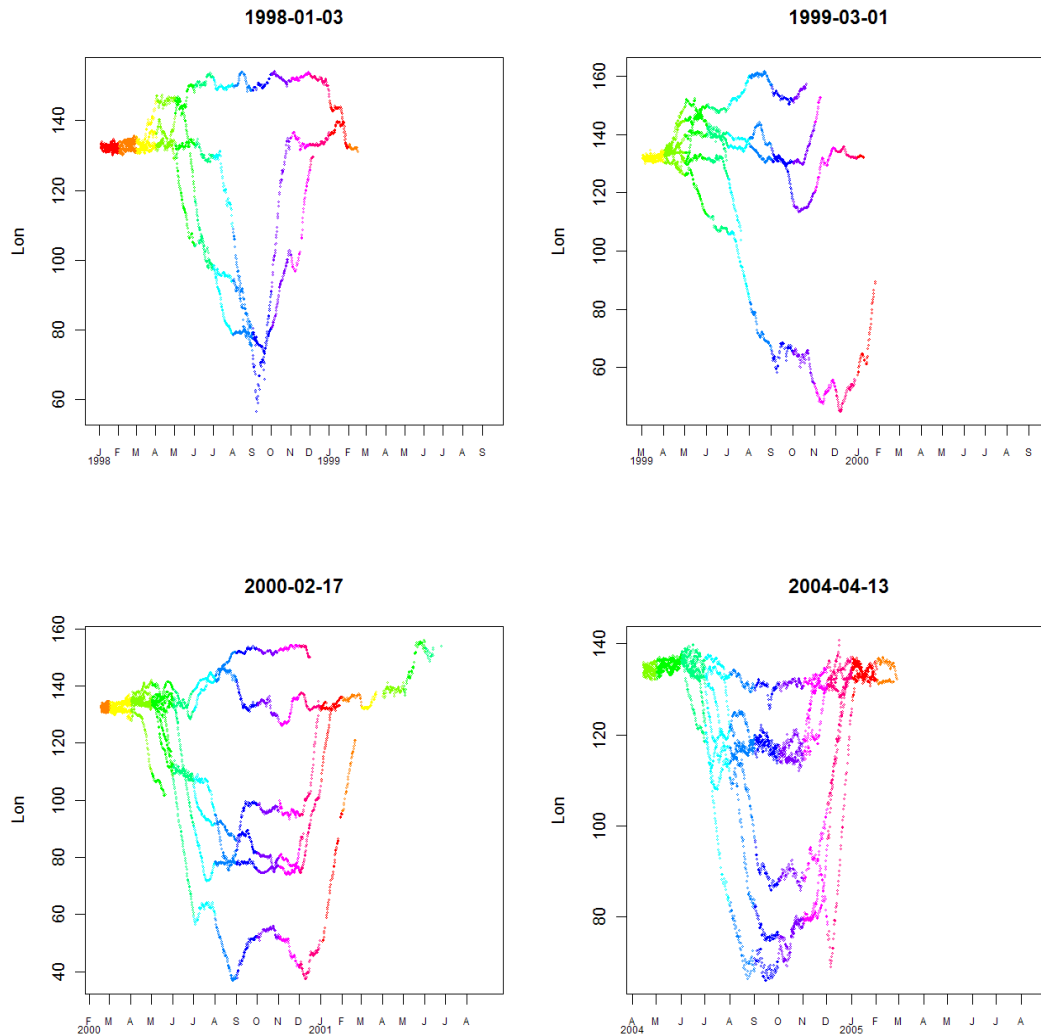 1998-01-03
1999-03-01
Lon
60 80 100 120 140
J F M A M J J A S O N D J F M A M J J A S
1998 1999
Lon
60 80 100 120 140 160
M A M J J A S O N D J F M A M J J A S
1999 2000
2000-02-17
2004-04-13
Lon
40 60 80 100 120 140 160
F M A M J J A S O N D J F M A M J J A
2000 2001
Lon
80 100 120 140
A M J J A S O N D J F M A M J J A
2004 2005